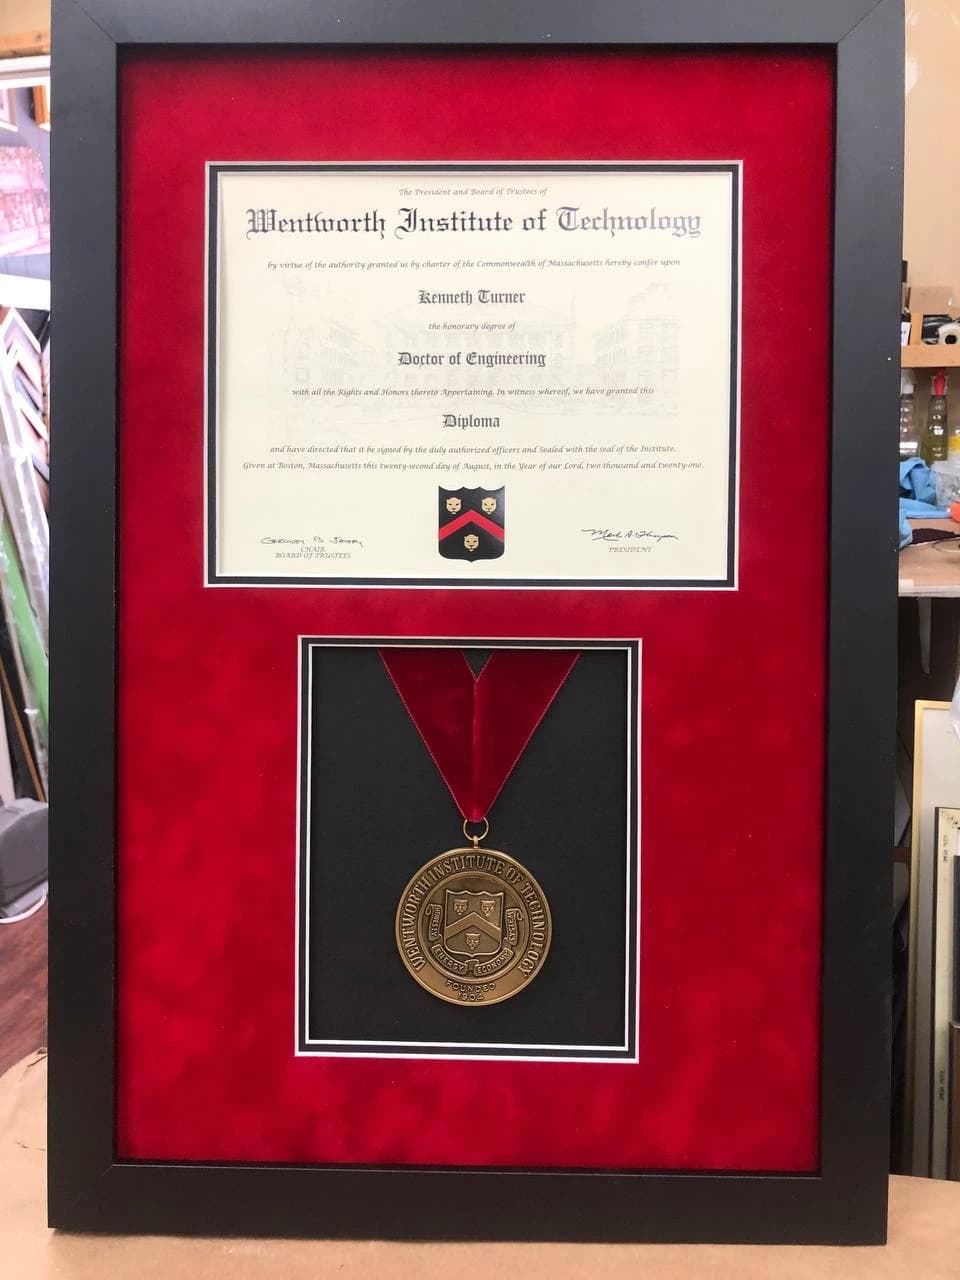 The President and Board of Trustees of
Wentworth Institute of Technology
by virtue of the authority granted us by charter of the Commonwealth of Massachusetts hereby confer upon
Kenneth Turner
the honorary degree of
Doctor of Engineering
with all the Rights and Honors thereto Appertaining. In witness whereof, we have granted this
Diploma
and have directed that it be signed by the duly authorized officers and Sealed with the seal of the Institute.
Given at Boston, Massachusetts this twenty-second day of August, in the Year of our Lord, two thousand and twenty-one.
CHAIR
BOARD OF TRUSTEES
Mark A. Thompson
PRESIDENT
WENTWORTH INSTITUTE OF TECHNOLOGY
HONESTY
ENERGY
ECONOMY
SYSTEM
FOUNDED
1904